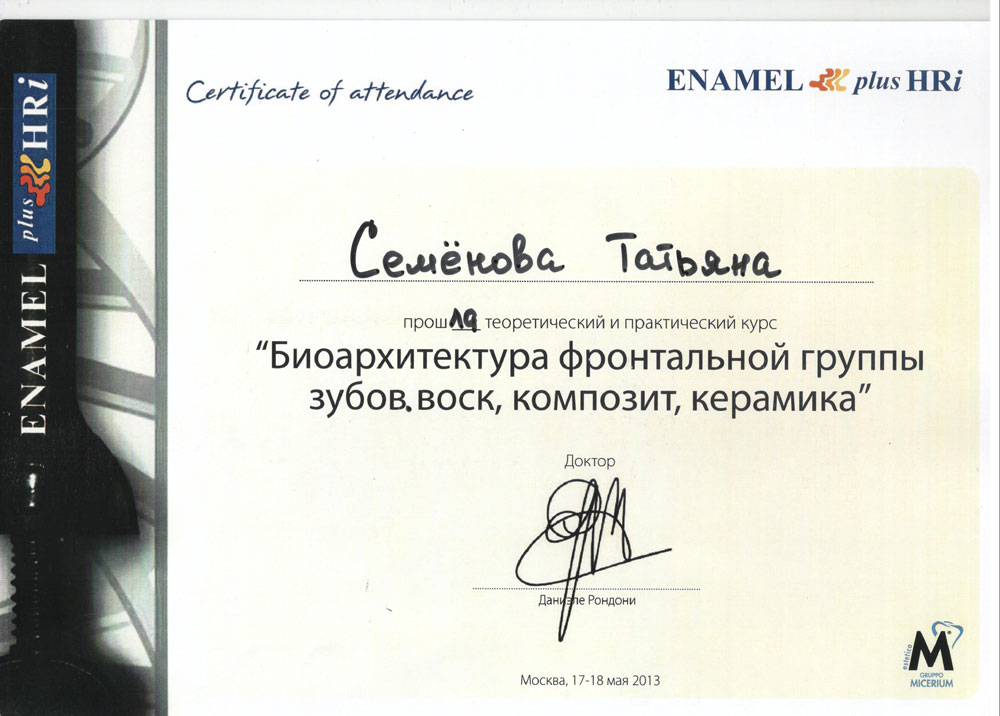 Certificate of attendance
ENAMEL plus HRi
ENAMEL plus HRi
Семёнова Татьяна
прошла теоретический и практический курс
“Биоархитектура фронтальной группы
зубов. воск, композит, керамика”
Доктор
Даниэле Рондони
estetica
M
GRUPPO
MICERIUM
Москва, 17-18 мая 2013